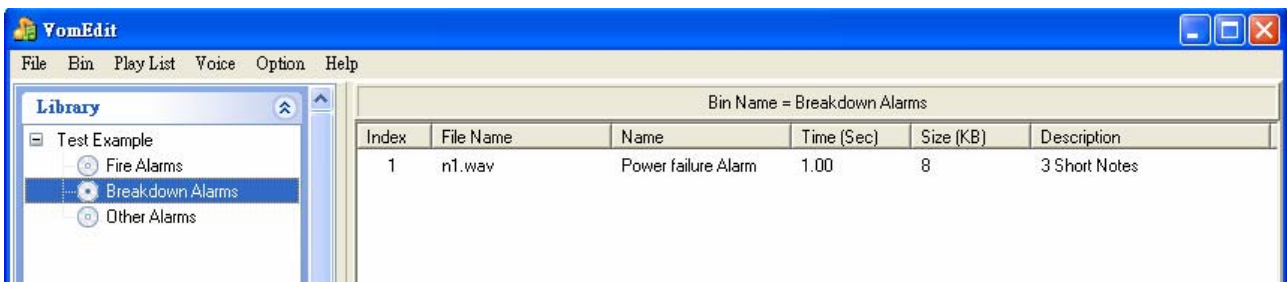 VomEdit
File Bin Play List Voice Option Help
Library
Test Example
Fire Alarms
Breakdown Alarms
Other Alarms
Bin Name = Breakdown Alarms
Index File Name Name Time (Sec) Size (KB) Description
1 n1.wav Power failure Alarm 1.00 8 3 Short Notes